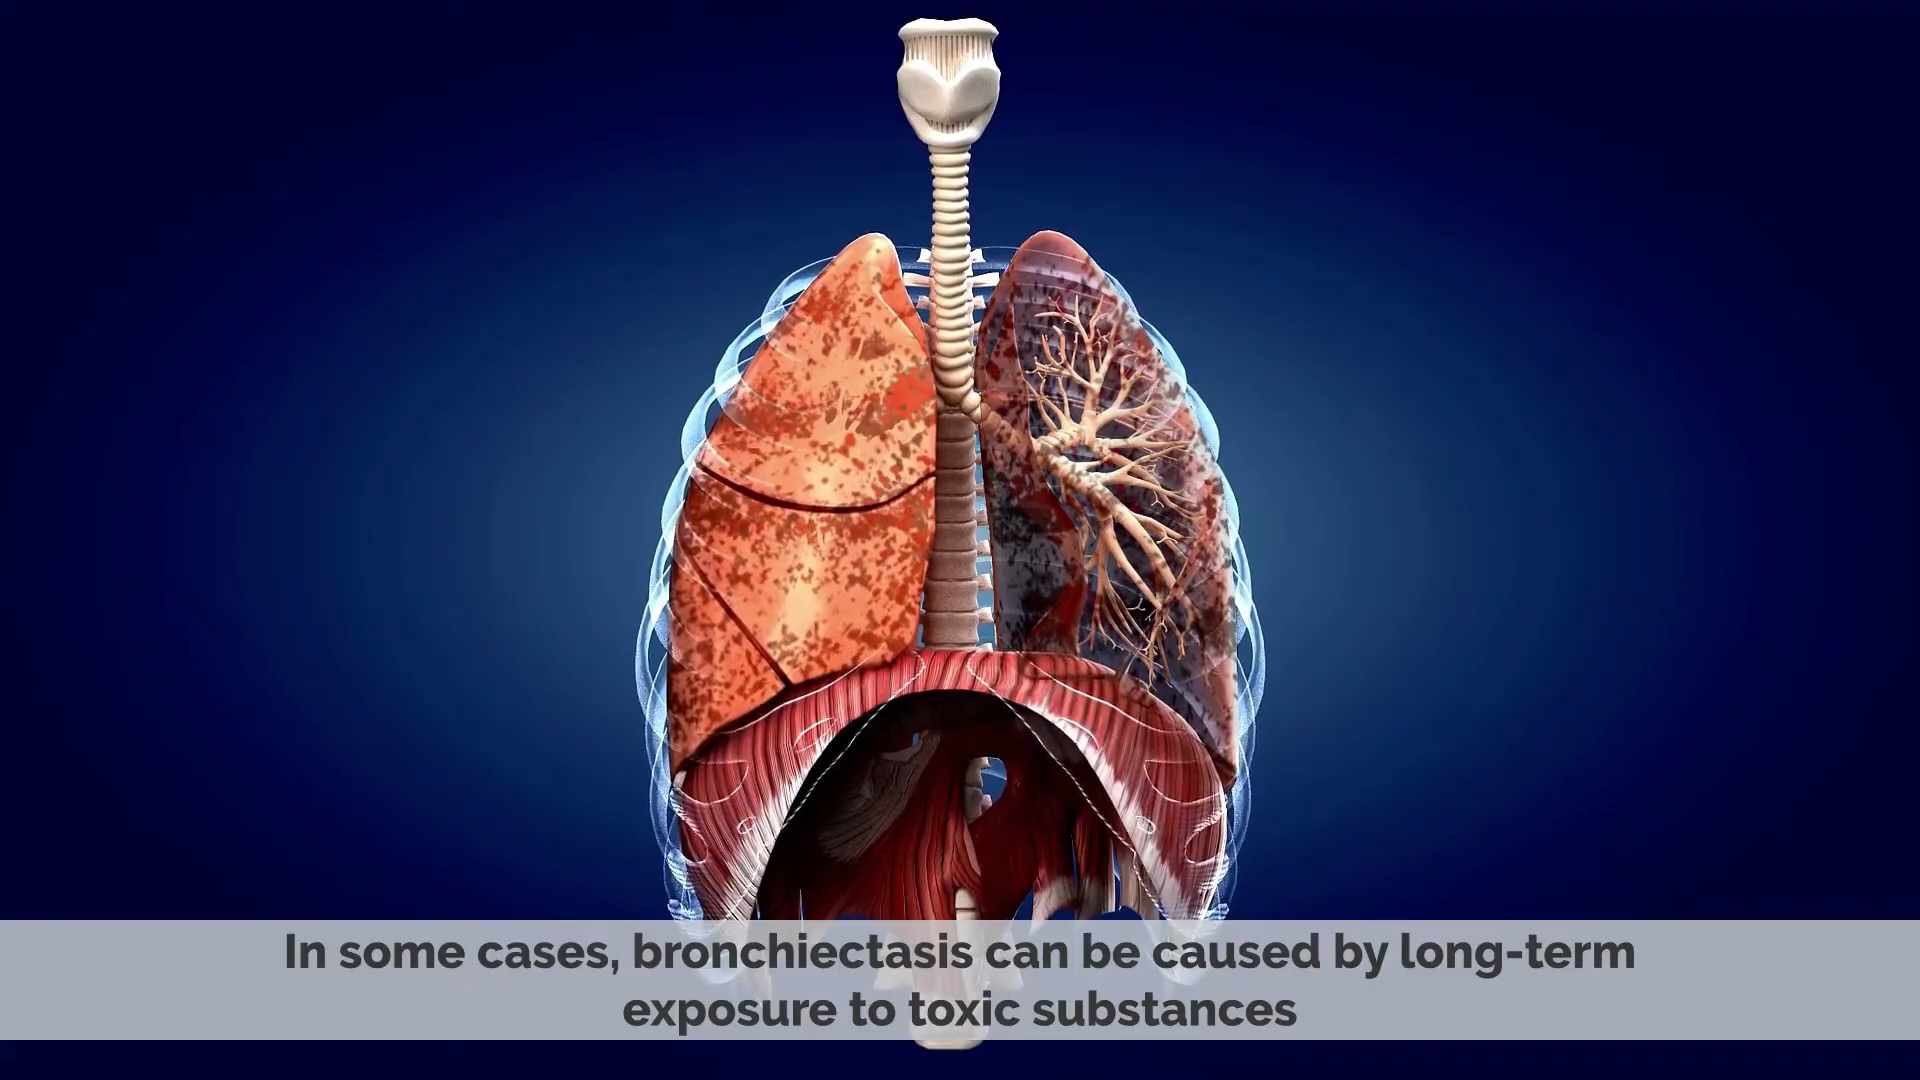 In some cases, bronchiectasis can be caused by long-term
exposure to toxic substances